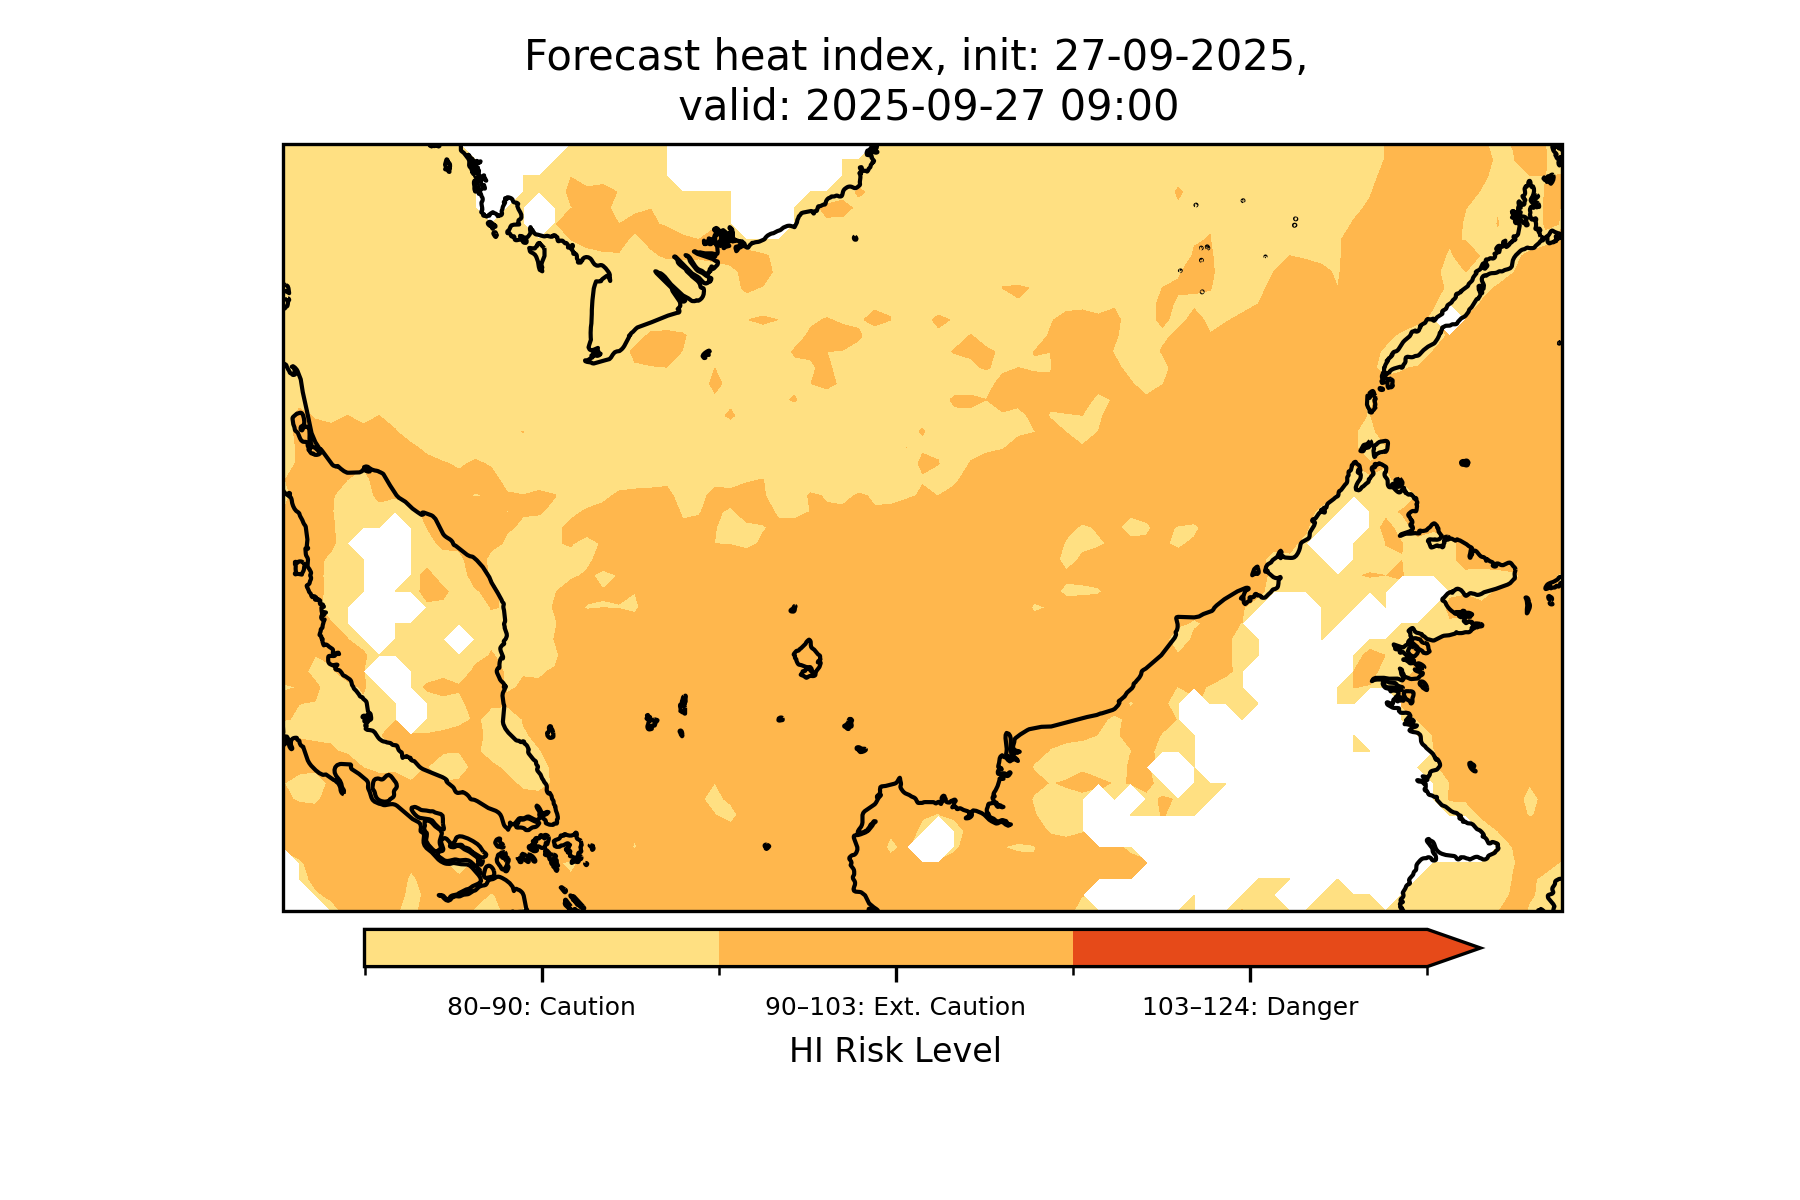 Forecast heat index, init: 27-09-2025,
valid: 2025-09-27 09:00
80–90: Caution
90–103: Ext. Caution
103–124: Danger
HI Risk Level